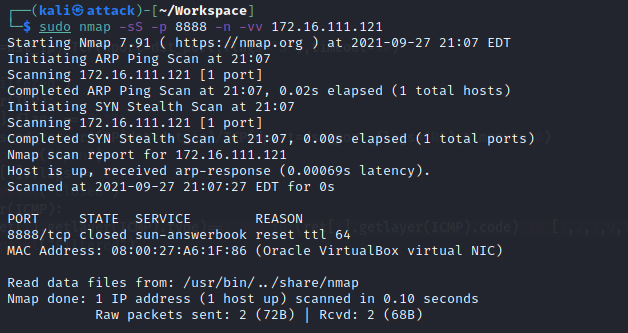 ┌──(kali㉿attack)-[~/Workspace]
└─$ sudo nmap -sS -p 8888 -n -vv 172.16.111.121
Starting Nmap 7.91 ( https://nmap.org ) at 2021-09-27 21:07 EDT
Initiating ARP Ping Scan at 21:07
Scanning 172.16.111.121 [1 port]
Completed ARP Ping Scan at 21:07, 0.02s elapsed (1 total hosts)
Initiating SYN Stealth Scan at 21:07
Scanning 172.16.111.121 [1 port]
Completed SYN Stealth Scan at 21:07, 0.00s elapsed (1 total ports)
Nmap scan report for 172.16.111.121
Host is up, received arp-response (0.00069s latency).
Scanned at 2021-09-27 21:07:27 EDT for 0s
PORT STATE SERVICE REASON
8888/tcp closed sun-answerbook reset ttl 64
MAC Address: 08:00:27:A6:1F:86 (Oracle VirtualBox virtual NIC)
Read data files from: /usr/bin/../share/nmap
Nmap done: 1 IP address (1 host up) scanned in 0.10 seconds
Raw packets sent: 2 (72B) | Rcvd: 2 (68B)